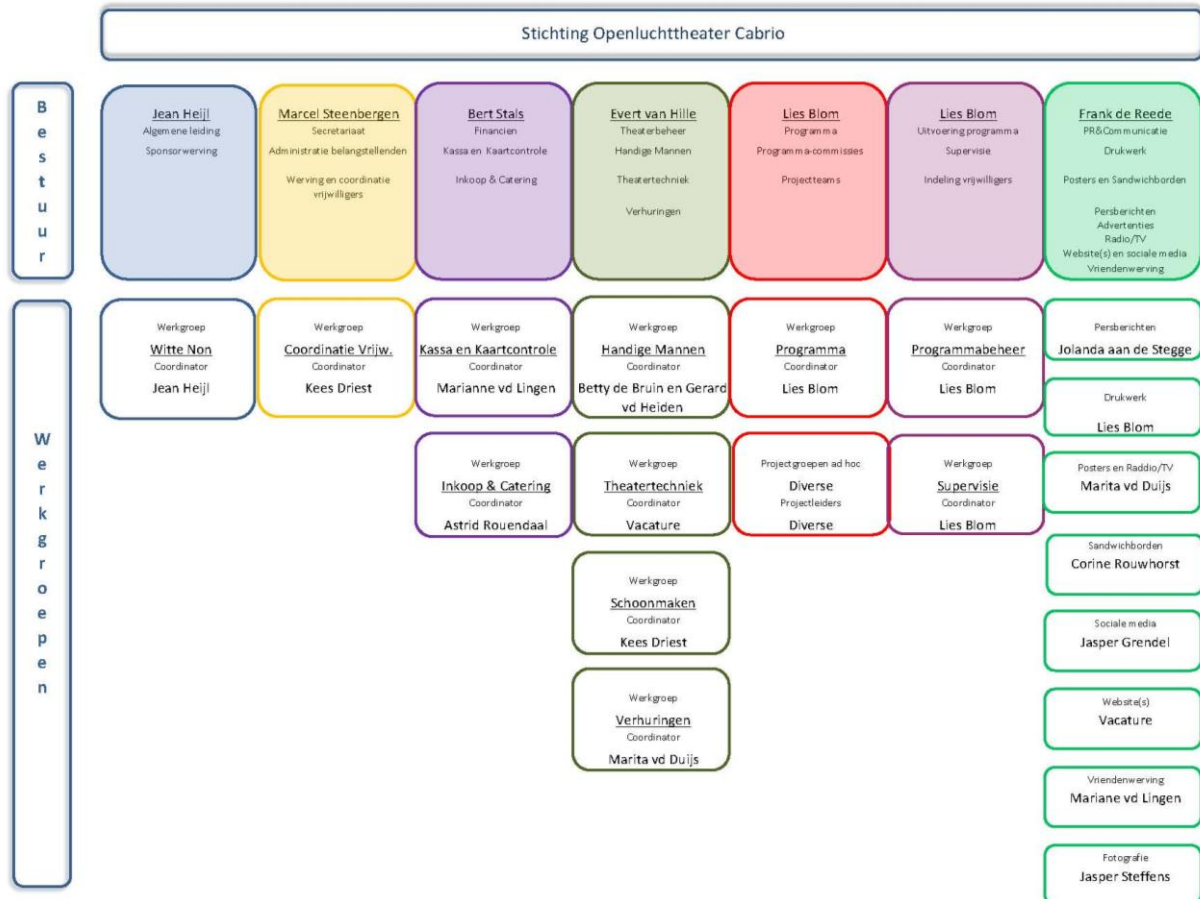 Stichting Openluchttheater Cabrio
Bestuur
Jean Heijl
Algemene leiding
Sponsorwerving
Marcel Steenbergen
Secretariaat
Administratie belangstellenden
Werving en coordinatie
vrijwilligers
Bert Stals
Financien
Kassa en Kaartcontrole
Inkoop & Catering
Evert van Hille
Theaterbeheer
Handige Mannen
Theatertechniek
Verhuringen
Lies Blom
Programma
Programma-commissies
Projectteams
Lies Blom
Uitvoering programma
Supervisie
Indeling vrijwilligers
Frank de Reede
PR&Communicatie
Drukwerk
Posters en Sandwichborden
Persberichten
Advertenties
Radio/TV
Website(s) en sociale media
Vriendenwerving
Werkgroepen
Werkgroep
Witte Non
Coordinator
Jean Heijl
Werkgroep
Coordinatie Vrijw.
Coordinator
Kees Driest
Werkgroep
Kassa en Kaartcontrole
Coordinator
Marianne vd Lingen
Werkgroep
Inkoop & Catering
Coordinator
Astrid Rouendaal
Werkgroep
Handige Mannen
Coordinator
Betty de Bruin en Gerard
vd Heiden
Werkgroep
Theatertechniek
Coordinator
Vacature
Werkgroep
Schoonmaken
Coordinator
Kees Driest
Werkgroep
Verhuringen
Coordinator
Marita vd Duijs
Werkgroep
Programma
Coordinator
Lies Blom
Projectgroepen ad hoc
Diverse
Projectleiders
Diverse
Werkgroep
Programmabeheer
Coordinator
Lies Blom
Werkgroep
Supervisie
Coordinator
Lies Blom
Persberichten
Jolanda aan de Stegge
Drukwerk
Lies Blom
Posters en Raddio/TV
Marita vd Duijs
Sandwichborden
Corine Rouwhorst
Sociale media
Jasper Grendel
Website(s)
Vacature
Vriendenwerving
Mariane vd Lingen
Fotografie
Jasper Steffens